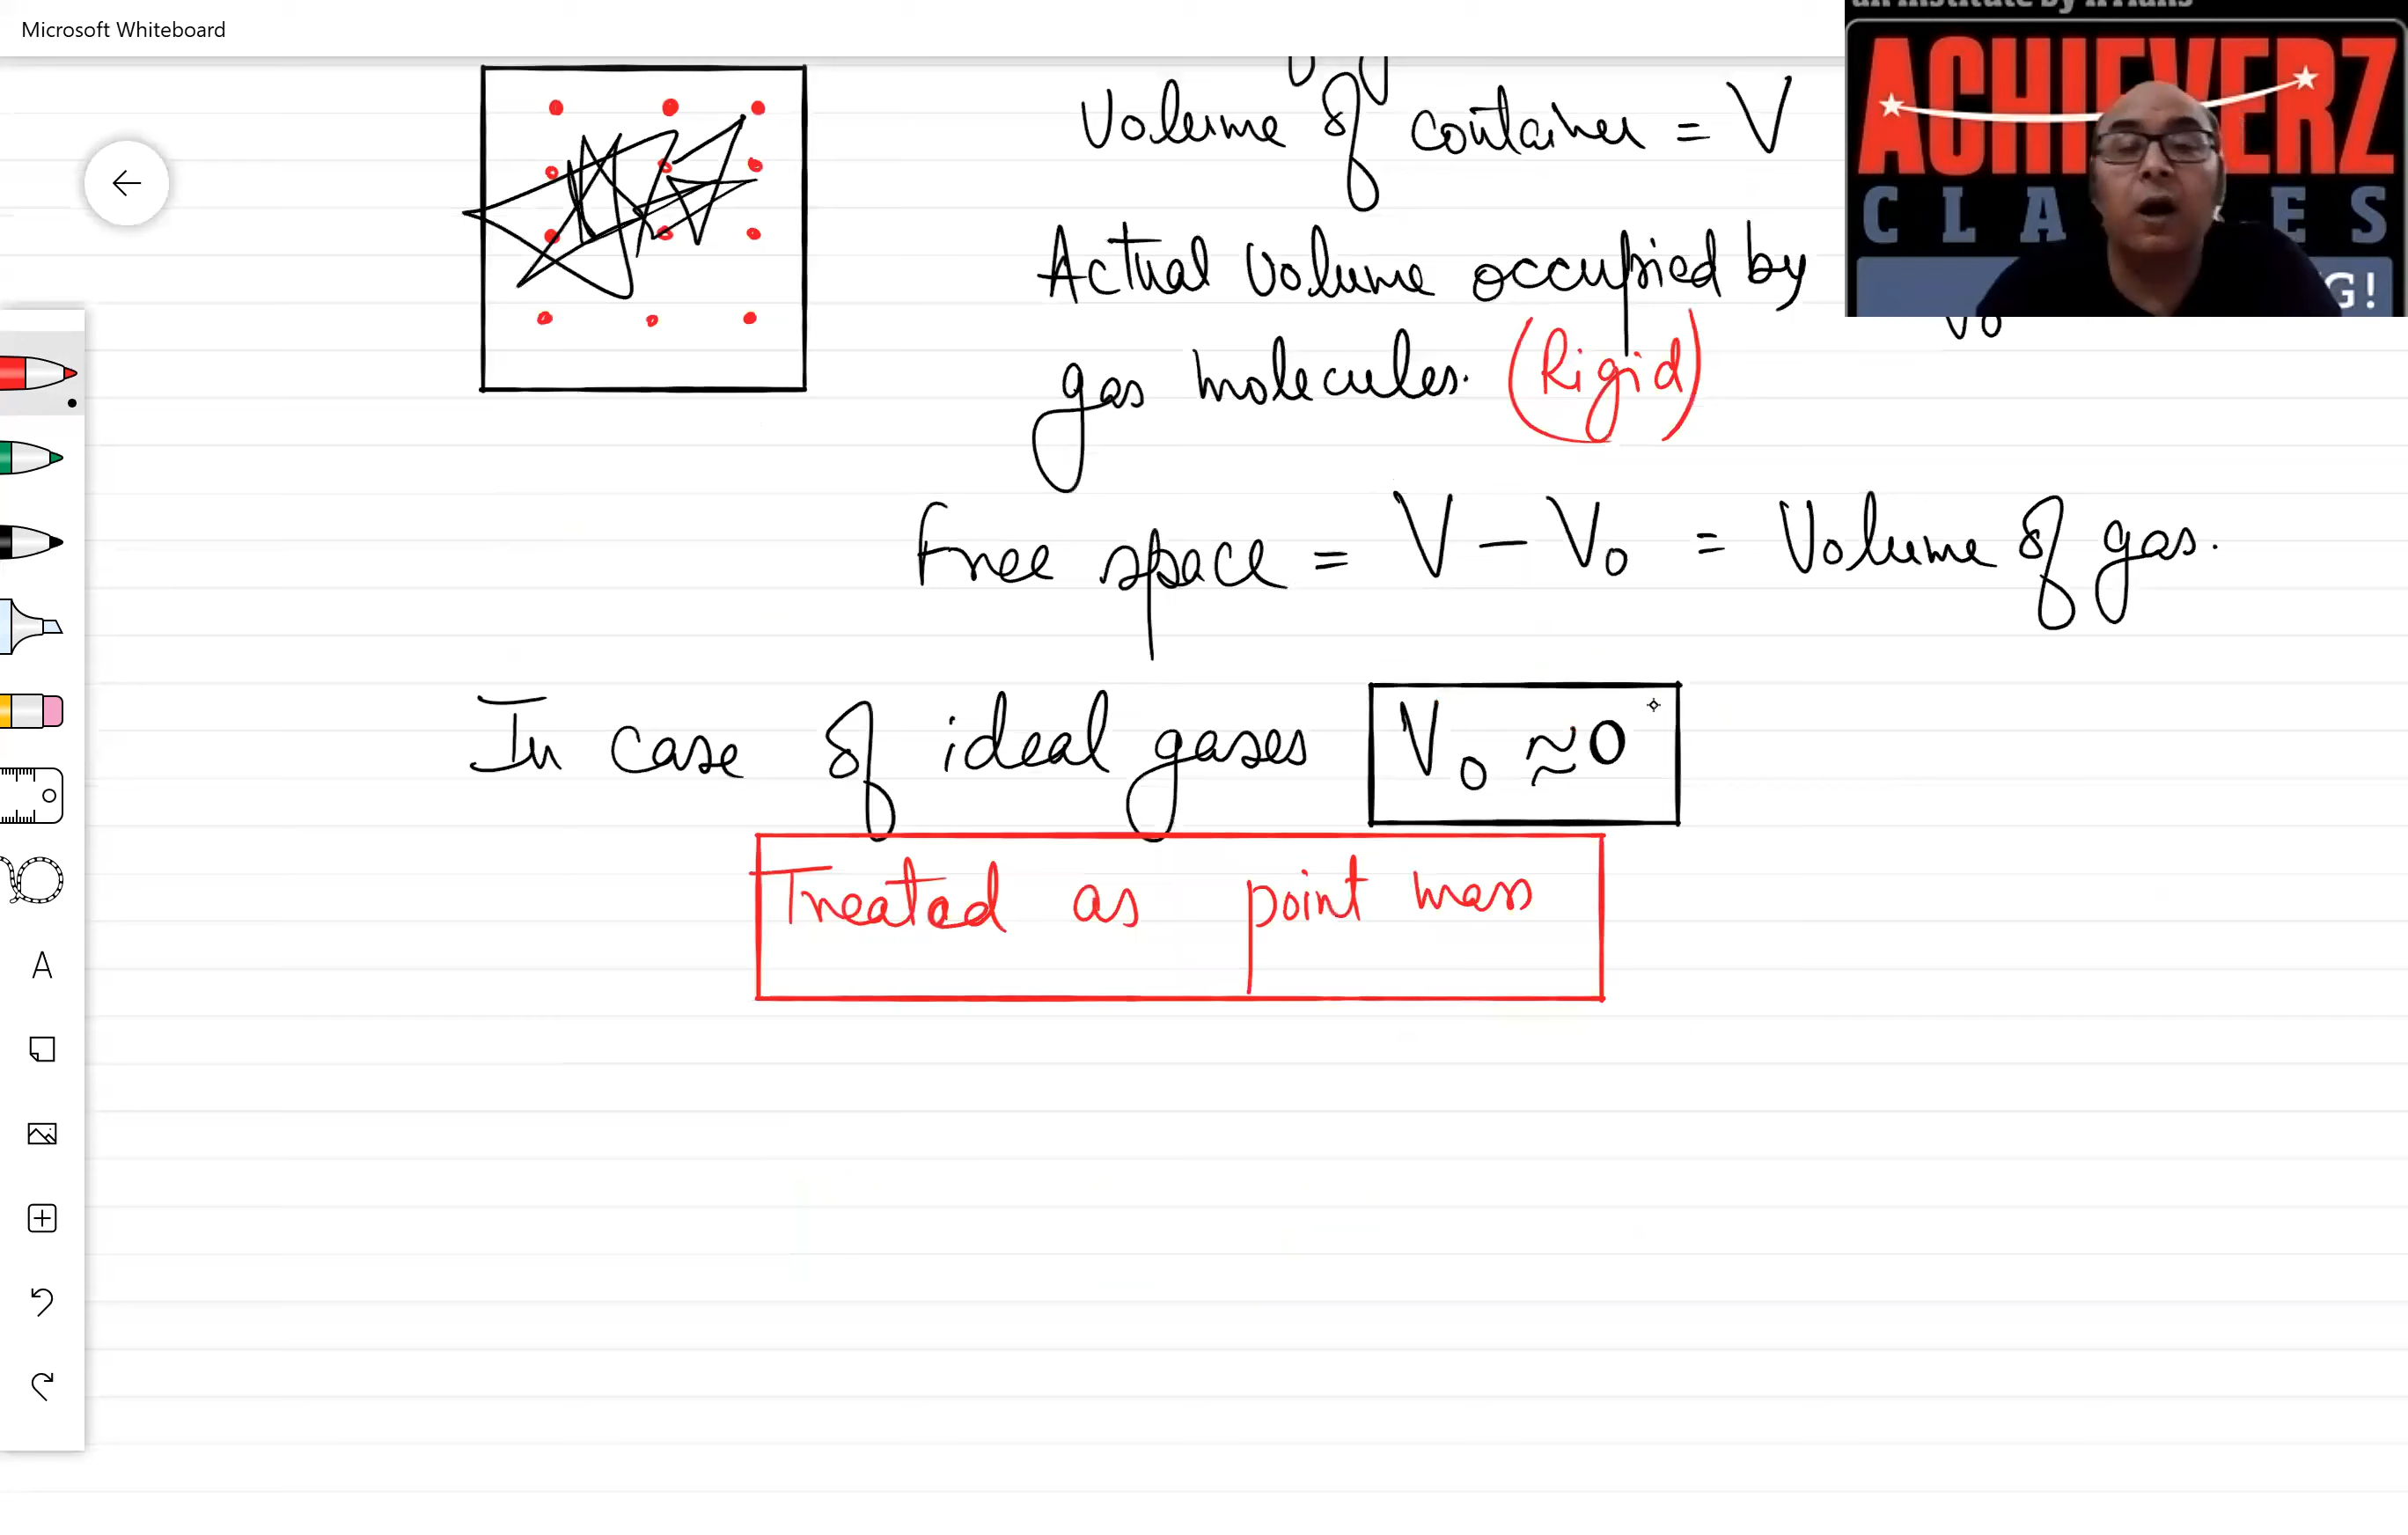 Microsoft Whiteboard
Volume of container = V
Actual Volume occupied by
gas molecules. (Rigid)
V₀
Free space = V - V₀ = Volume of gas.
In case of ideal gases V₀ ≈ 0
Treated as point mass
ACHIEVERZ
G!
A